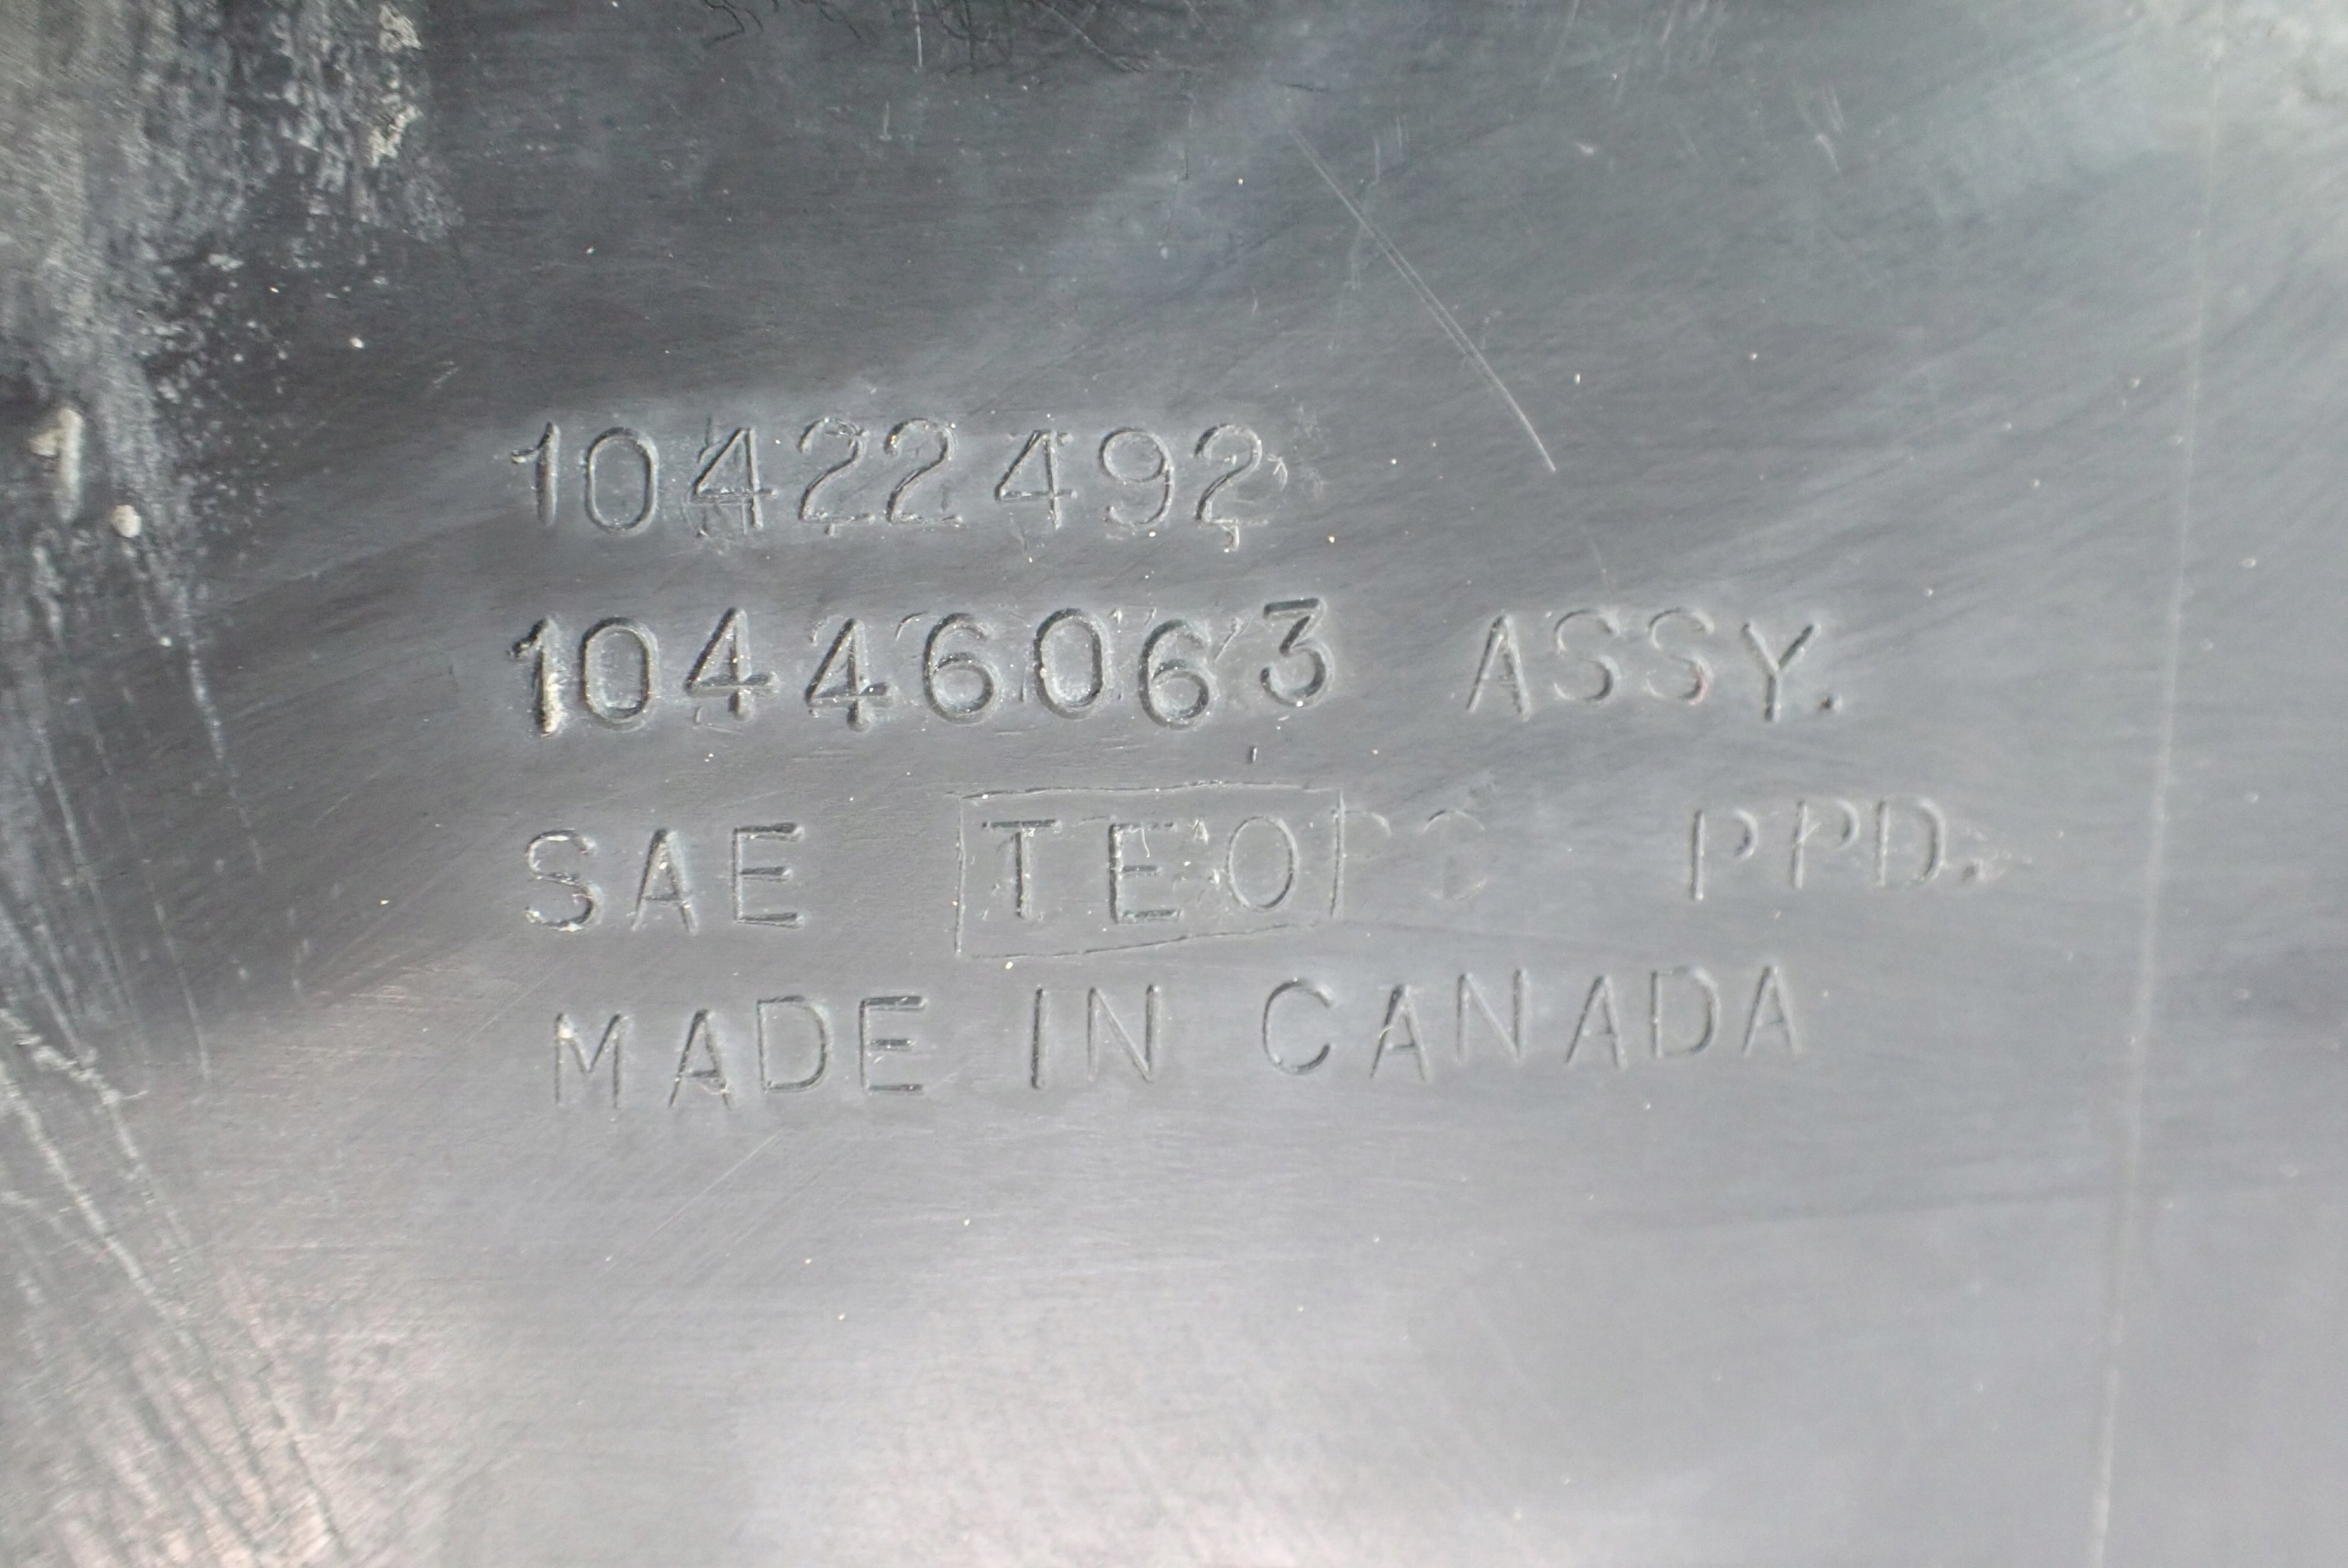 10422492
10446063 ASSY.
SAE TEO PPD.
MADE IN CANADA